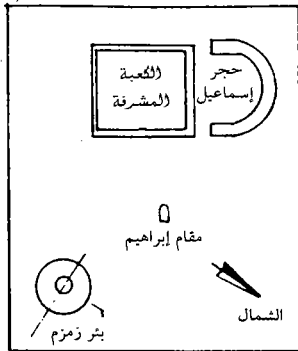 الكعبة
المشرفة
حجر
إسماعيل
مقام إبراهيم
الشمال
بئر زمزم